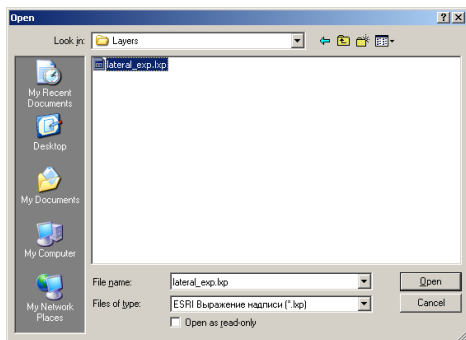 Open
Look in:
Layers
lateral_exp.lxp
My Recent
Documents
Desktop
My Documents
My Computer
My Network
Places
File name:
lateral_exp.lxp
Open
Files of type:
ESRI Выражение надписи (*.lxp)
Cancel
Open as read-only